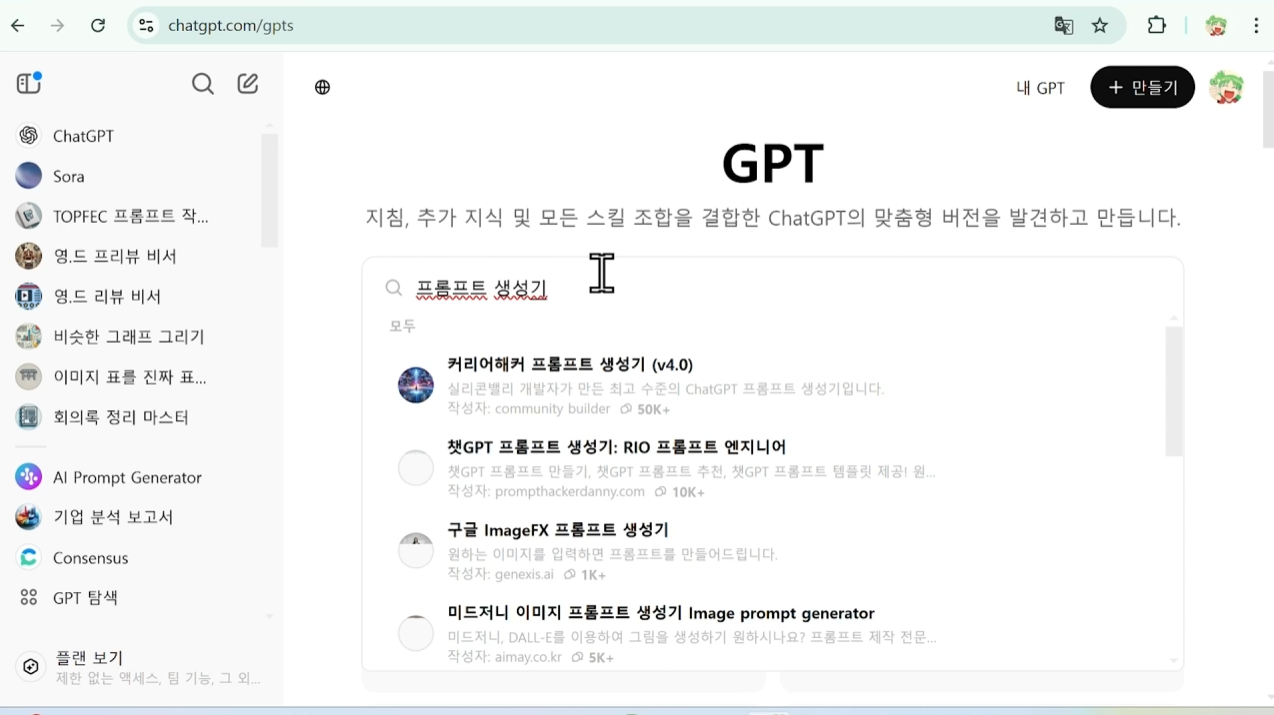 chatgpt.com/gpts
내 GPT
+ 만들기
ChatGPT
Sora
TOPFEC 프롬프트 작...
영.드 프리뷰 비서
영.드 리뷰 비서
비슷한 그래프 그리기
이미지 표를 진짜 표...
회의록 정리 마스터
AI Prompt Generator
기업 분석 보고서
Consensus
GPT 탐색
플랜 보기
제한 없는 액세스, 팀 기능, 그 외...
GPT
지침, 추가 지식 및 모든 스킬 조합을 결합한 ChatGPT의 맞춤형 버전을 발견하고 만듭니다.
프롬프트 생성기
모두
커리어해커 프롬프트 생성기 (v4.0)
실리콘밸리 개발자가 만든 최고 수준의 ChatGPT 프롬프트 생성기입니다.
작성자: community builder 50K+
챗GPT 프롬프트 생성기: RIO 프롬프트 엔지니어
챗GPT 프롬프트 만들기, 챗GPT 프롬프트 추천, 챗GPT 프롬프트 템플릿 제공! 원...
작성자: prompthackerdanny.com 10K+
구글 ImageFX 프롬프트 생성기
원하는 이미지를 입력하면 프롬프트를 만들어드립니다.
작성자: genexis.ai 1K+
미드저니 이미지 프롬프트 생성기 Image prompt generator
미드저니, DALL-E를 이용하여 그림을 생성하기 원하시나요? 프롬프트 제작 전문...
작성자: aimay.co.kr 5K+